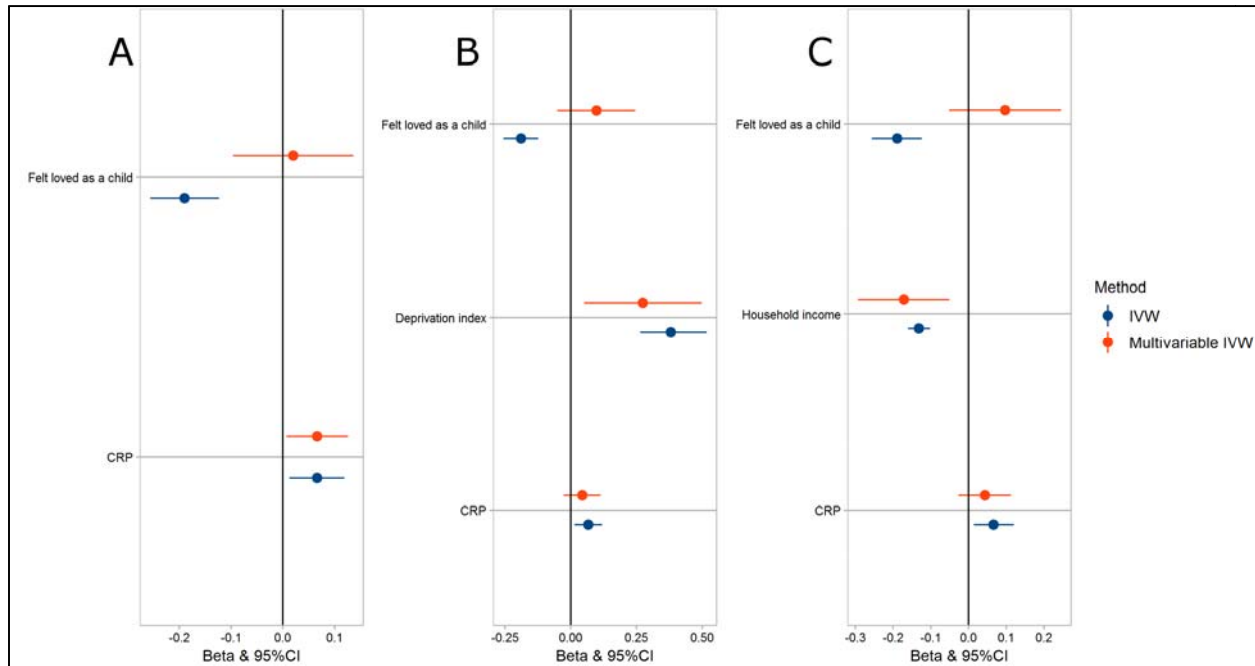 A
Felt loved as a child
CRP
-0.2 -0.1 0.0 0.1
Beta & 95%CI
B
Felt loved as a child
Deprivation index
CRP
-0.25 0.00 0.25 0.50
Beta & 95%CI
C
Felt loved as a child
Household income
CRP
-0.3 -0.2 -0.1 0.0 0.1 0.2
Beta & 95%CI
Method
IVW
Multivariable IVW